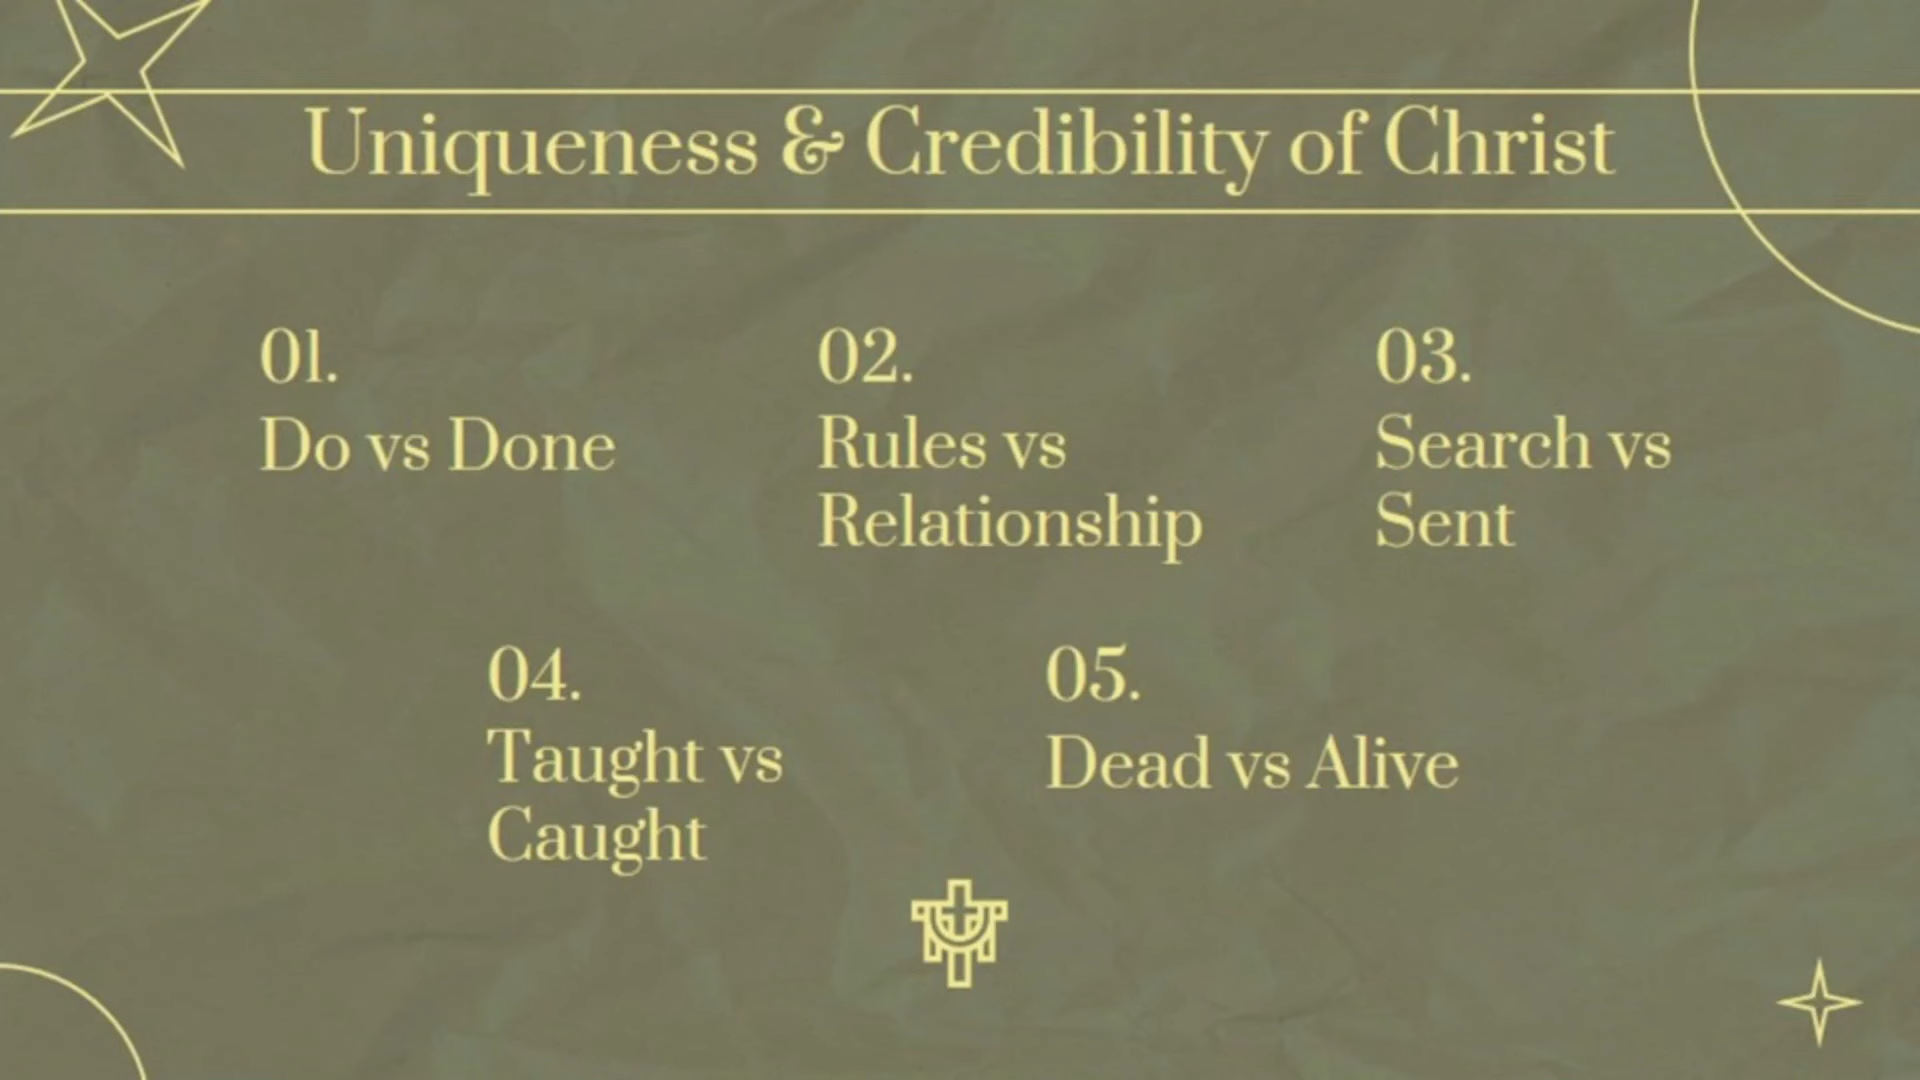 Uniqueness & Credibility of Christ
01.
Do vs Done
02.
Rules vs
Relationship
03.
Search vs
Sent
04.
Taught vs
Caught
05.
Dead vs Alive